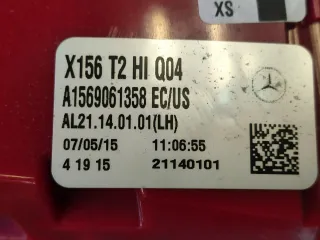 XS
X156 T2 HI Q04
A1569061358 EC/US
AL21.14.01.01(LH)
07/05/15 11:06:55
4 19 15 21140101